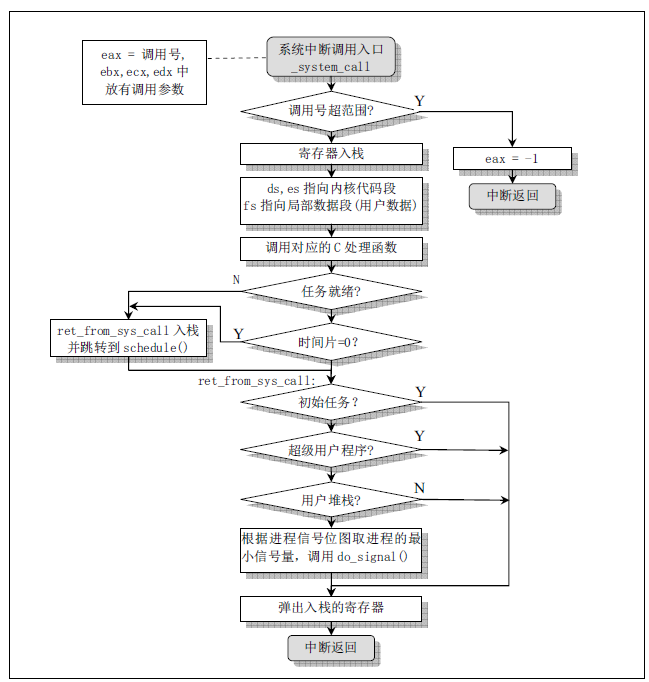 eax = 调用号,
ebx,ecx,edx 中
放有调用参数
系统中断调用入口
_system_call
调用号超范围?
Y
寄存器入栈
eax = -1
ds,es 指向内核代码段
fs 指向局部数据段(用户数据)
中断返回
调用对应的 C 处理函数
N
任务就绪?
ret_from_sys_call 入栈
并跳转到 schedule()
Y
时间片=0?
ret_from_sys_call:
初始任务?
Y
超级用户程序?
Y
用户堆栈?
N
根据进程信号位图取进程的最
小信号量，调用 do_signal()
弹出入栈的寄存器
中断返回